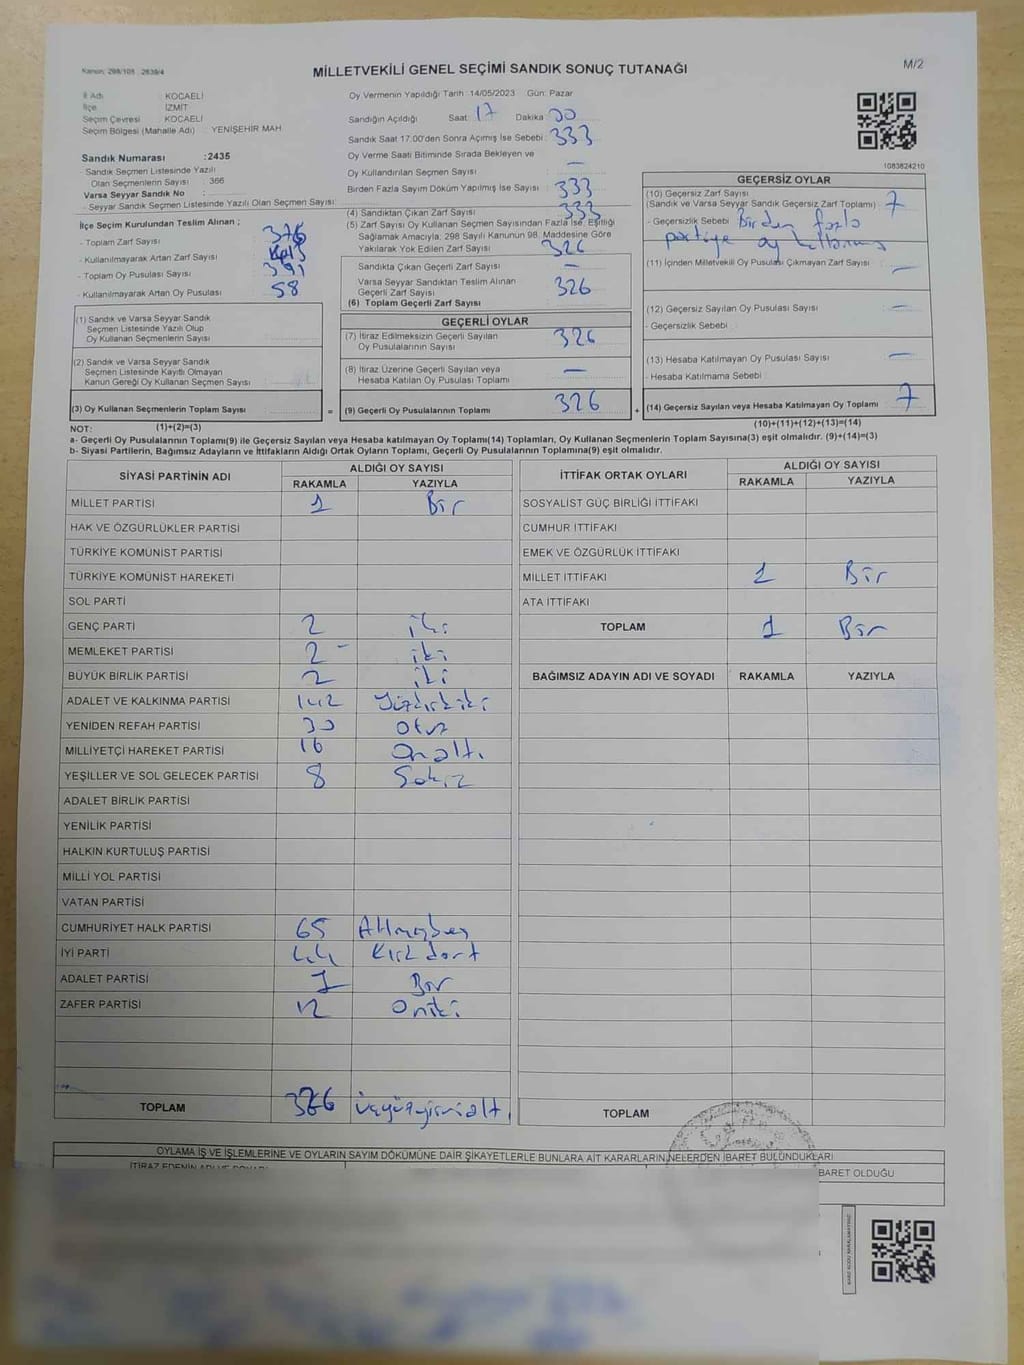 Kanun: 298/105 , 2839/4
MİLLETVEKİLİ GENEL SEÇİMİ SANDIK SONUÇ TUTANAĞI
M/2
İl Adı : KOCAELİ
İlçe : İZMİT
Seçim Çevresi : KOCAELİ
Seçim Bölgesi (Mahalle Adı) : YENİŞEHİR MAH
Sandık Numarası :2435
Sandık Seçmen Listesinde Yazılı
Olan Seçmenlerin Sayısı : 366
Varsa Seyyar Sandık No :
Seyyar Sandık Seçmen Listesinde Yazılı Olan Seçmen Sayısı:
İlçe Seçim Kurulundan Teslim Alınan ;
- Toplam Zarf Sayısı
- Kullanılmayarak Artan Zarf Sayısı
- Toplam Oy Pusulası Sayısı 391
- Kullanılmayarak Artan Oy Pusulası 58
(1) Sandık ve Varsa Seyyar Sandık
Seçmen Listesinde Yazılı Olup
Oy Kullanan Seçmenlerin Sayısı
(2) Sandık ve Varsa Seyyar Sandık
Seçmen Listesinde Kayıtlı Olmayan
Kanun Gereği Oy Kullanan Seçmen Sayısı
(3) Oy Kullanan Seçmenlerin Toplam Sayısı
(1)+(2)=(3)
Oy Vermenin Yapıldığı Tarih :14/05/2023 Gün: Pazar
Sandığın Açıldığı Saat: 17 Dakika 00
Sandık Saat 17.00'den Sonra Açılmış İse Sebebi: 333
Oy Verme Saati Bitiminde Sırada Bekleyen ve
Oy Kullandırılan Seçmen Sayısı : —
Birden Fazla Sayım Döküm Yapılmış İse Sayısı : 333
(4) Sandıktan Çıkan Zarf Sayısı 333
(5) Zarf Sayısı Oy Kullanan Seçmen Sayısından Fazla İse, Eşitliği
Sağlamak Amacıyla, 298 Sayılı Kanunun 98. Maddesine Göre
Yakılarak Yok Edilen Zarf Sayısı 326
Sandıkta Çıkan Geçerli Zarf Sayısı —
Varsa Seyyar Sandıktan Teslim Alınan
Geçerli Zarf Sayısı 326
(6) Toplam Geçerli Zarf Sayısı
GEÇERLİ OYLAR
(7) İtiraz Edilmeksizin Geçerli Sayılan
Oy Pusulalarının Sayısı 326
(8) İtiraz Üzerine Geçerli Sayılan veya
Hesaba Katılan Oy Pusulası Toplamı —
= (9) Geçerli Oy Pusulalarının Toplamı 326
1083824210
GEÇERSİZ OYLAR
(10) Geçersiz Zarf Sayısı
(Sandık ve Varsa Seyyar Sandık Geçersiz Zarf Toplamı) : 7
- Geçersizlik Sebebi : Birden fazla
partiye oy
(11) İçinden Milletvekili Oy Pusulası Çıkmayan Zarf Sayısı : —
(12) Geçersiz Sayılan Oy Pusulası Sayısı : —
- Geçersizlik Sebebi :
(13) Hesaba Katılmayan Oy Pusulası Sayısı : —
- Hesaba Katılmama Sebebi :
+ (14) Geçersiz Sayılan veya Hesaba Katılmayan Oy Toplamı 7
(10)+(11)+(12)+(13)=(14)
NOT:
a- Geçerli Oy Pusulalarının Toplamı(9) ile Geçersiz Sayılan veya Hesaba katılmayan Oy Toplamı(14) Toplamları, Oy Kullanan Seçmenlerin Toplam Sayısına(3) eşit olmalıdır. (9)+(14)=(3)
b- Siyasi Partilerin, Bağımsız Adayların ve İttifakların Aldığı Ortak Oyların Toplamı, Geçerli Oy Pusulalarının Toplamına(9) eşit olmalıdır.
SİYASİ PARTİNİN ADI ALDIĞI OY SAYISI
RAKAMLA YAZIYLA
MİLLET PARTİSİ 1 Bir
HAK VE ÖZGÜRLÜKLER PARTİSİ
TÜRKİYE KOMÜNİST PARTİSİ
TÜRKİYE KOMÜNİST HAREKETİ
SOL PARTİ
GENÇ PARTİ 2 iki
MEMLEKET PARTİSİ 2 iki
BÜYÜK BİRLİK PARTİSİ 2 iki
ADALET VE KALKINMA PARTİSİ 142 Yüzkırkiki
YENİDEN REFAH PARTİSİ 30 Otuz
MİLLİYETÇİ HAREKET PARTİSİ 16 Onaltı
YEŞİLLER VE SOL GELECEK PARTİSİ 8 Sekiz
ADALET BİRLİK PARTİSİ
YENİLİK PARTİSİ
HALKIN KURTULUŞ PARTİSİ
MİLLİ YOL PARTİSİ
VATAN PARTİSİ
CUMHURİYET HALK PARTİSİ 65 Altmışbeş
İYİ PARTİ 44 Kırkdört
ADALET PARTİSİ 1 Bir
ZAFER PARTİSİ 12 Oniki
TOPLAM 326 üçyüzyirmialtı
İTTİFAK ORTAK OYLARI ALDIĞI OY SAYISI
RAKAMLA YAZIYLA
SOSYALİST GÜÇ BİRLİĞİ İTTİFAKI
CUMHUR İTTİFAKI
EMEK VE ÖZGÜRLÜK İTTİFAKI
MİLLET İTTİFAKI 1 Bir
ATA İTTİFAKI
TOPLAM 1 Bir
BAĞIMSIZ ADAYIN ADI VE SOYADI RAKAMLA YAZIYLA
TOPLAM
OYLAMA İŞ VE İŞLEMLERİNE VE OYLARIN SAYIM DÖKÜMÜNE DAİR ŞİKAYETLERLE BUNLARA AİT KARARLARIN NELERDEN İBARET BULUNDUKLARI
BARET OLDUĞU